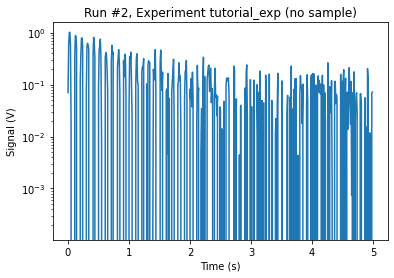 Run #2, Experiment tutorial_exp (no sample)
Signal (V)
10⁰
10⁻¹
10⁻²
10⁻³
0 1 2 3 4 5
Time (s)